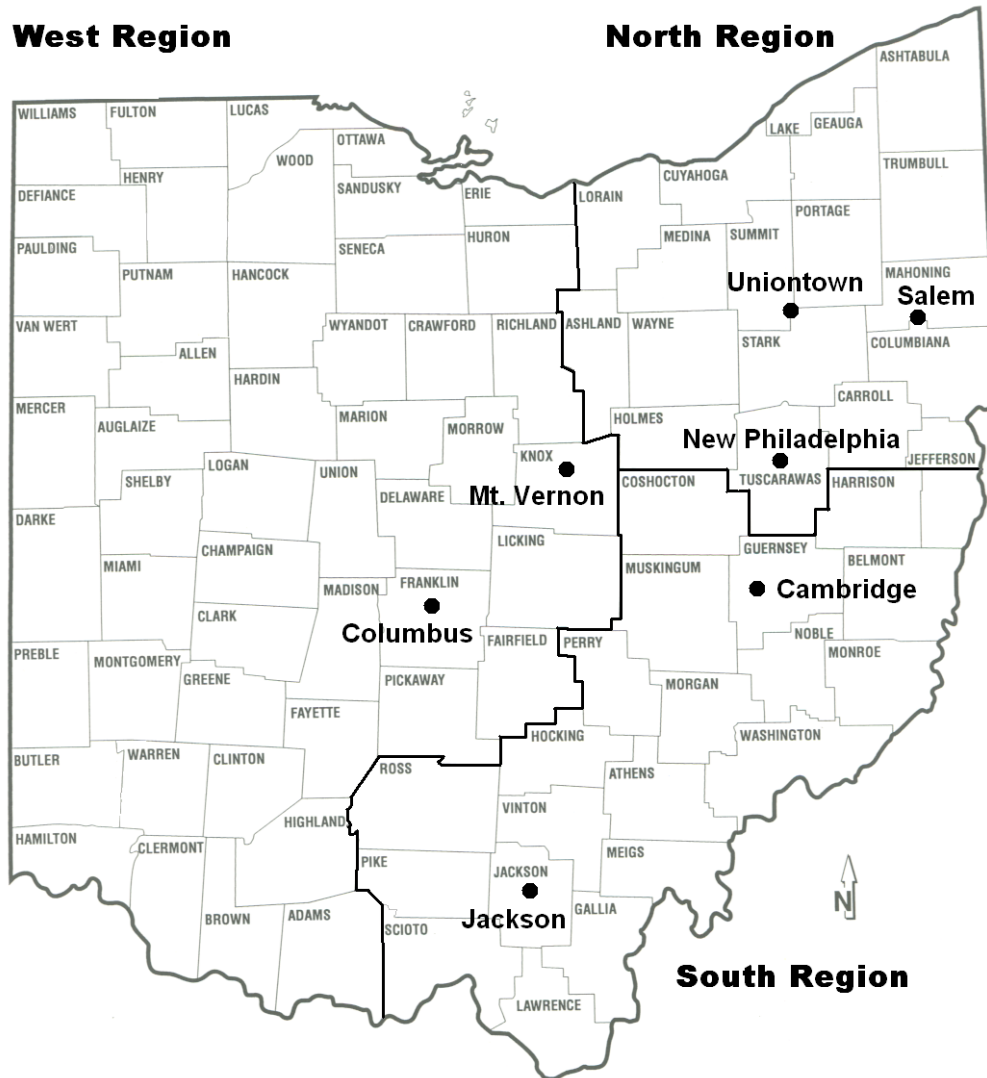 West Region
North Region
ASHTABULA
WILLIAMS
FULTON
LUCAS
LAKE
GEAUGA
OTTAWA
WOOD
TRUMBULL
HENRY
CUYAHOGA
DEFIANCE
SANDUSKY
ERIE
LORAIN
PORTAGE
PAULDING
SENECA
HURON
MEDINA
SUMMIT
PUTNAM
HANCOCK
MAHONING
Uniontown
Salem
VAN WERT
WYANDOT
CRAWFORD
RICHLAND
ASHLAND
WAYNE
STARK
COLUMBIANA
ALLEN
HARDIN
CARROLL
MERCER
MARION
HOLMES
AUGLAIZE
MORROW
New Philadelphia
KNOX
JEFFERSON
LOGAN
UNION
SHELBY
Mt. Vernon
COSHOCTON
TUSCARAWAS
HARRISON
DELAWARE
DARKE
LICKING
CHAMPAIGN
GUERNSEY
BELMONT
MIAMI
MUSKINGUM
MADISON
FRANKLIN
Cambridge
CLARK
Columbus
NOBLE
FAIRFIELD
PERRY
PREBLE
MONTGOMERY
MONROE
GREENE
PICKAWAY
MORGAN
FAYETTE
HOCKING
WASHINGTON
BUTLER
WARREN
CLINTON
ROSS
ATHENS
VINTON
HIGHLAND
HAMILTON
CLERMONT
MEIGS
PIKE
JACKSON
N
GALLIA
Jackson
BROWN
ADAMS
SCIOTO
South Region
LAWRENCE